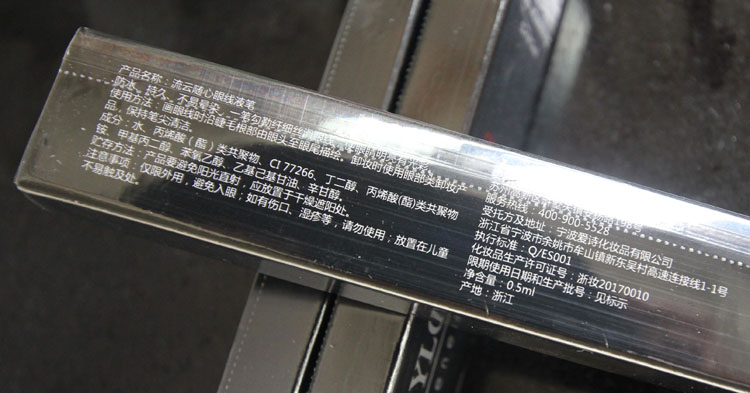 产品名称：流云随心眼线液笔
防水、持久、不易晕染，一笔勾勒纤细丝
使用方法：画眼线时沿睫毛根部由眼头至眼尾描绘。卸妆时使用眼部类卸妆产
品，保持笔尖清洁。
成分：水、丙烯酸（酯）类共聚物、CI 77266、丁二醇、丙烯酸(酯)类共聚物
铵、甲基丙二醇、苯氧乙醇、乙基己基甘油、辛甘醇。
贮存方法：产品要避免阳光直射，应放置于干燥遮阳处。
注意事项：仅眼外用，避免入眼，如有伤口、湿疹等，请勿使用；放置在儿童
不易触及处。
服务热线：400-900-5528
受托方及地址：宁波爱诗化妆品有限公司
浙江省宁波市余姚市牟山镇新东吴村高速连接线1-1号
执行标准：Q/ES001
化妆品生产许可证号：浙妆20170010
限期使用日期和生产批号：见标示
净含量：0.5ml
产地：浙江
YLO